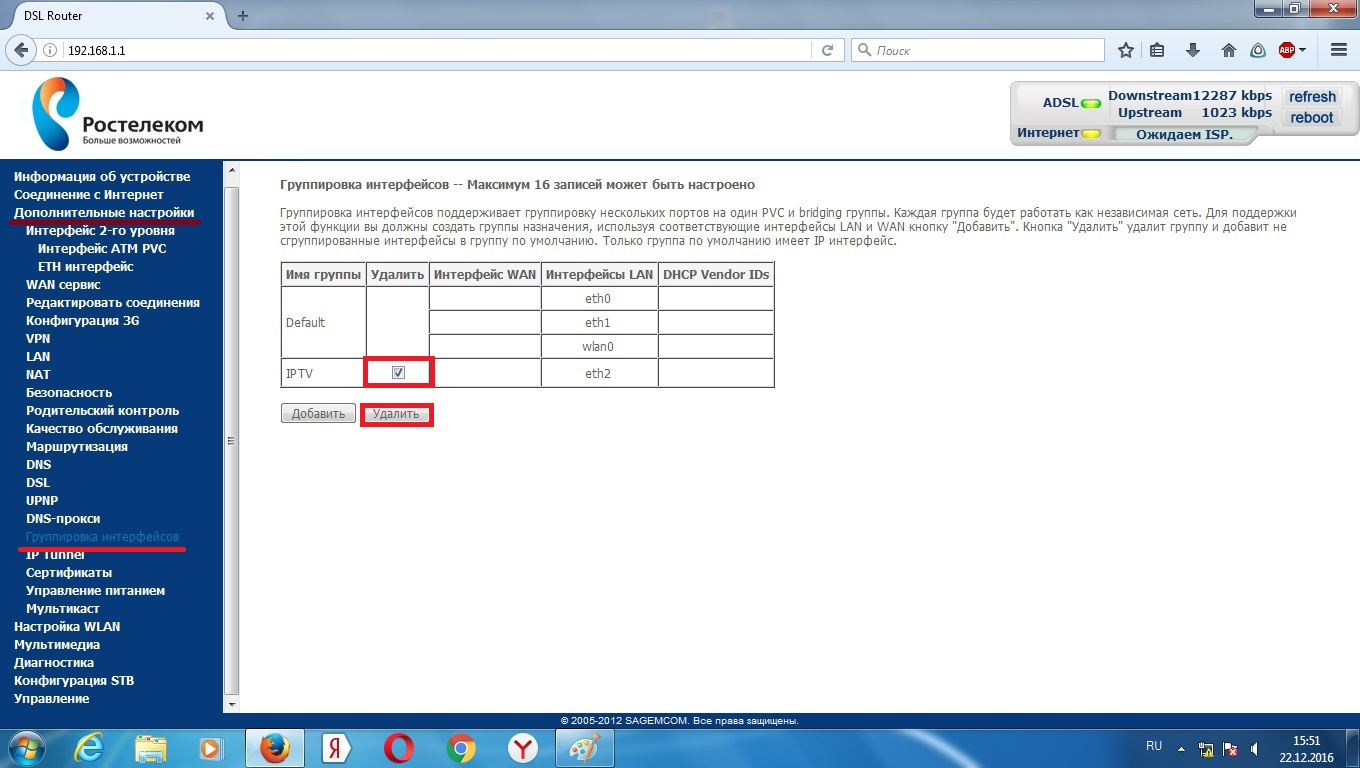 DSL Router
192.168.1.1
Поиск
ABP
Ростелеком
Больше возможностей
ADSL
Downstream 12287 kbps
Upstream 1023 kbps
refresh
reboot
Интернет
Ожидаем ISP.
Информация об устройстве
Соединение с Интернет
Дополнительные настройки
Интерфейс 2-го уровня
Интерфейс ATM PVC
ETH интерфейс
WAN сервис
Редактировать соединения
Конфигурация 3G
VPN
LAN
NAT
Безопасность
Родительский контроль
Качество обслуживания
Маршрутизация
DNS
DSL
UPNP
DNS-прокси
Группировка интерфейсов
IP Tunnel
Сертификаты
Управление питанием
Мультикаст
Настройка WLAN
Мультимедиа
Диагностика
Конфигурация STB
Управление
Группировка интерфейсов -- Максимум 16 записей может быть настроено
Группировка интерфейсов поддерживает группировку нескольких портов на один PVC и bridging группы. Каждая группа будет работать как независимая сеть. Для поддержки
этой функции вы должны создать группы назначения, используя соответствующие интерфейсы LAN и WAN кнопку "Добавить". Кнопка "Удалить" удалит группу и добавит не
сгруппированные интерфейсы в группу по умолчанию. Только группа по умолчанию имеет IP интерфейс.
Имя группы Удалить Интерфейс WAN Интерфейсы LAN DHCP Vendor IDs
Default
eth0
eth1
wlan0
IPTV eth2
Добавить Удалить
© 2005-2012 SAGEMCOM. Все права защищены.
Я
Y
RU
15:51
22.12.2016